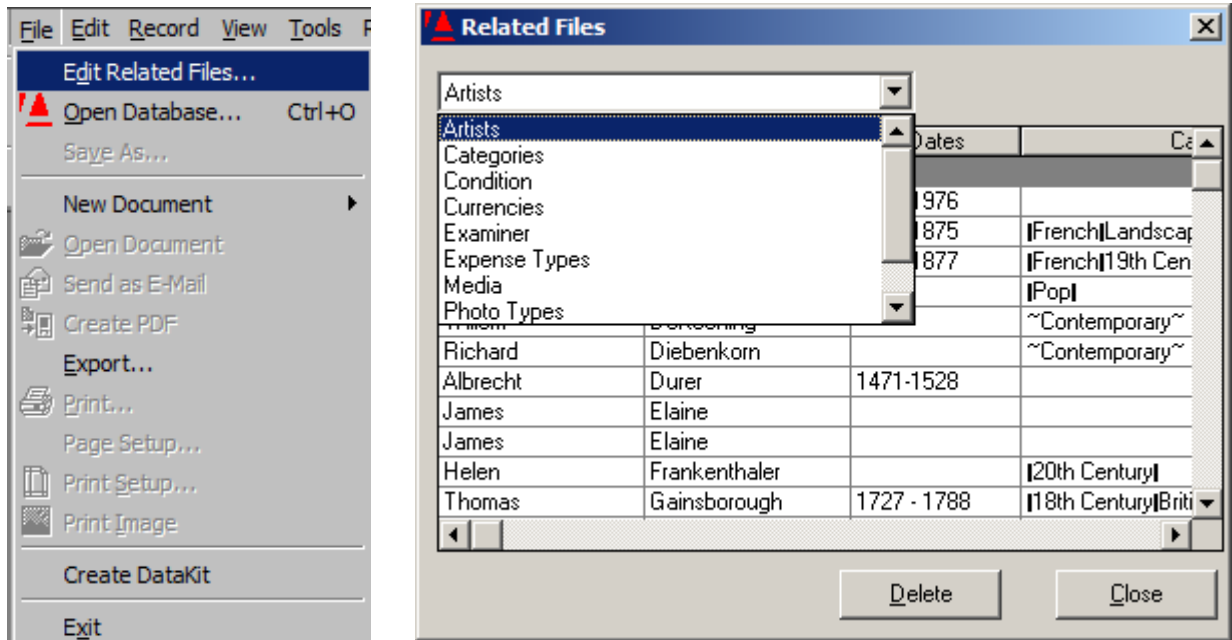 File Edit Record View Tools
Edit Related Files...
Open Database... Ctrl+O
Save As...
New Document
Open Document
Send as E-Mail
Create PDF
Export...
Print...
Page Setup...
Print Setup...
Print Image
Create DataKit
Exit
Related Files
Artists
Artists
Categories
Condition
Currencies
Examiner
Expense Types
Media
Photo Types
Dates Ca
1976
1875 |French|Landscap
1877 |French|19th Cen
|Pop|
~Contemporary~
Richard Diebenkorn ~Contemporary~
Albrecht Durer 1471-1528
James Elaine
James Elaine
Helen Frankenthaler |20th Century|
Thomas Gainsborough 1727 - 1788 |18th Century|Briti
Delete Close